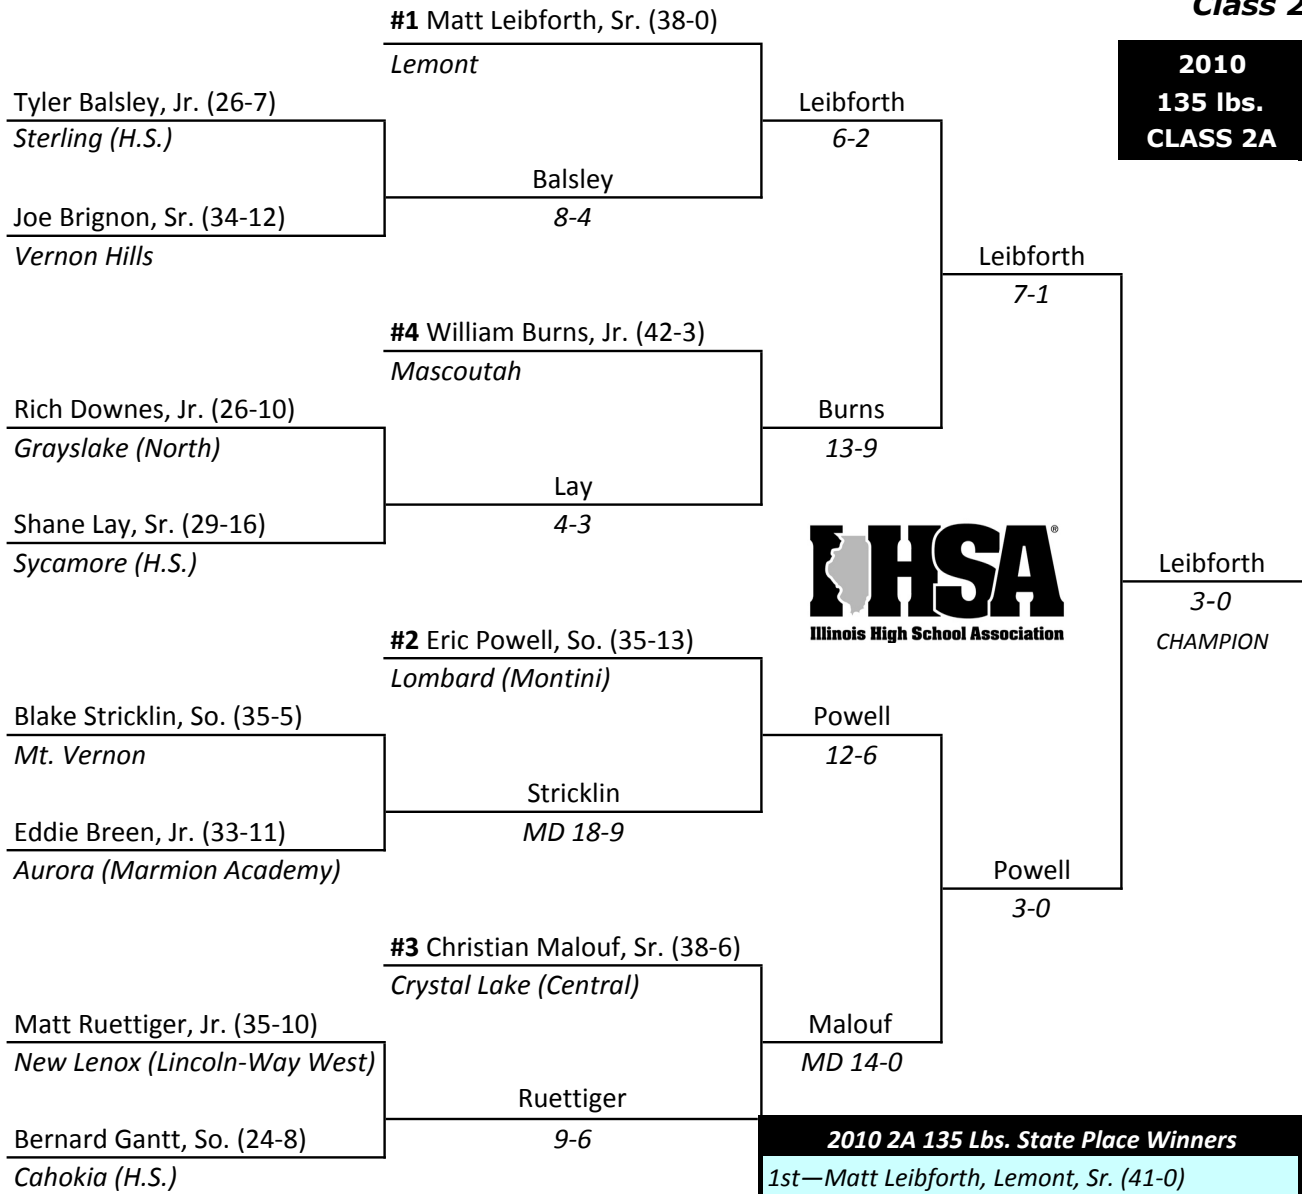 Class 2
2010
135 lbs.
CLASS 2A
#1 Matt Leibforth, Sr. (38-0)
Lemont
Tyler Balsley, Jr. (26-7)
Sterling (H.S.)
Leibforth
6-2
Balsley
8-4
Joe Brignon, Sr. (34-12)
Vernon Hills
Leibforth
7-1
#4 William Burns, Jr. (42-3)
Mascoutah
Rich Downes, Jr. (26-10)
Grayslake (North)
Burns
13-9
Lay
4-3
Shane Lay, Sr. (29-16)
Sycamore (H.S.)
IHSA®
Illinois High School Association
Leibforth
3-0
CHAMPION
#2 Eric Powell, So. (35-13)
Lombard (Montini)
Blake Stricklin, So. (35-5)
Mt. Vernon
Powell
12-6
Stricklin
MD 18-9
Eddie Breen, Jr. (33-11)
Aurora (Marmion Academy)
Powell
3-0
#3 Christian Malouf, Sr. (38-6)
Crystal Lake (Central)
Matt Ruettiger, Jr. (35-10)
New Lenox (Lincoln-Way West)
Malouf
MD 14-0
Ruettiger
9-6
Bernard Gantt, So. (24-8)
Cahokia (H.S.)
2010 2A 135 Lbs. State Place Winners
1st—Matt Leibforth, Lemont, Sr. (41-0)